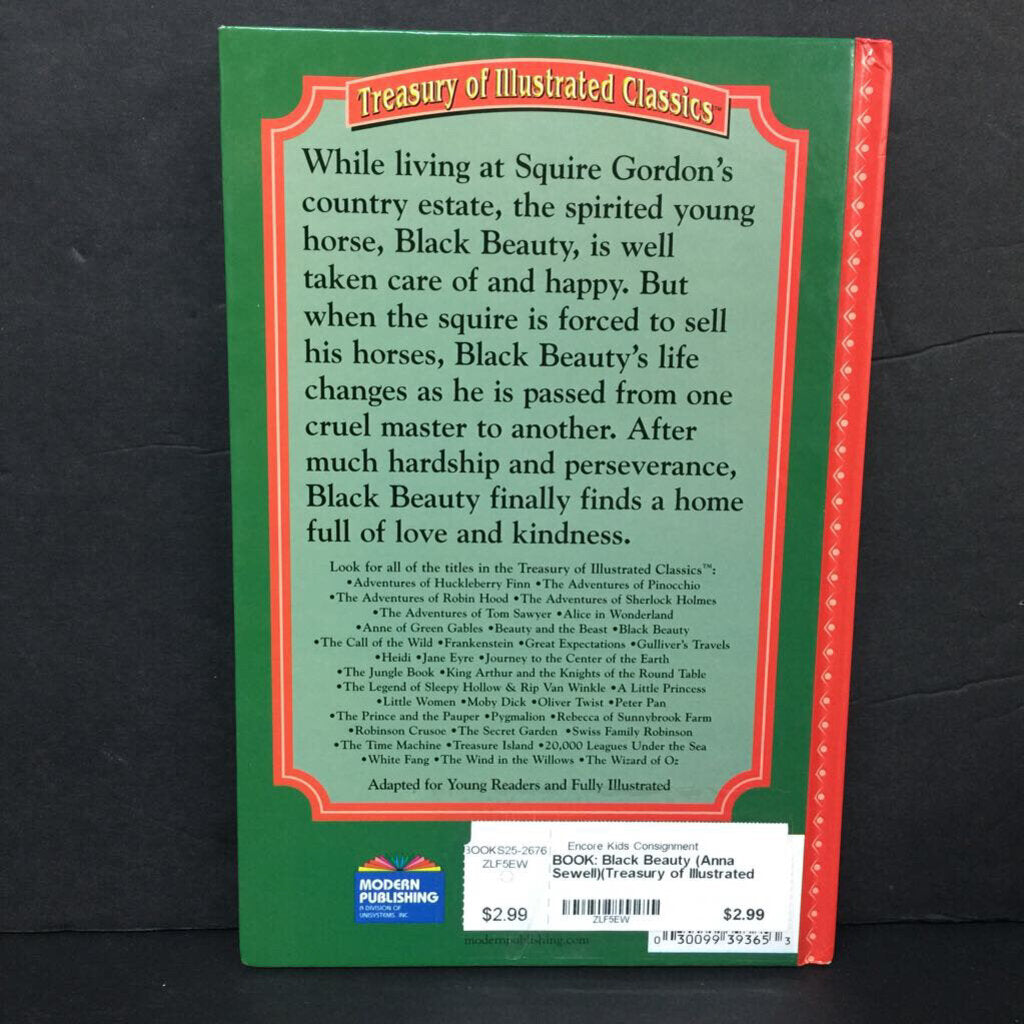 Treasury of Illustrated Classics™
While living at Squire Gordon's
country estate, the spirited young
horse, Black Beauty, is well
taken care of and happy. But
when the squire is forced to sell
his horses, Black Beauty's life
changes as he is passed from one
cruel master to another. After
much hardship and perseverance,
Black Beauty finally finds a home
full of love and kindness.
Look for all of the titles in the Treasury of Illustrated Classics™:
•Adventures of Huckleberry Finn •The Adventures of Pinocchio
•The Adventures of Robin Hood •The Adventures of Sherlock Holmes
•The Adventures of Tom Sawyer •Alice in Wonderland
•Anne of Green Gables •Beauty and the Beast •Black Beauty
•The Call of the Wild •Frankenstein •Great Expectations •Gulliver's Travels
•Heidi •Jane Eyre •Journey to the Center of the Earth
•The Jungle Book •King Arthur and the Knights of the Round Table
•The Legend of Sleepy Hollow & Rip Van Winkle •A Little Princess
•Little Women •Moby Dick •Oliver Twist •Peter Pan
•The Prince and the Pauper •Pygmalion •Rebecca of Sunnybrook Farm
•Robinson Crusoe •The Secret Garden •Swiss Family Robinson
•The Time Machine •Treasure Island •20,000 Leagues Under the Sea
•White Fang •The Wind in the Willows •The Wizard of Oz
Adapted for Young Readers and Fully Illustrated
MODERN
PUBLISHING
A DIVISION OF
UNISYSTEMS, INC.
BOOKS25-2676
ZLF5EW
$2.99
Encore Kids Consignment
BOOK: Black Beauty (Anna
Sewell)(Treasury of Illustrated
ZLF5EW
$2.99
modernpublishing.com
0 30099 39365 3